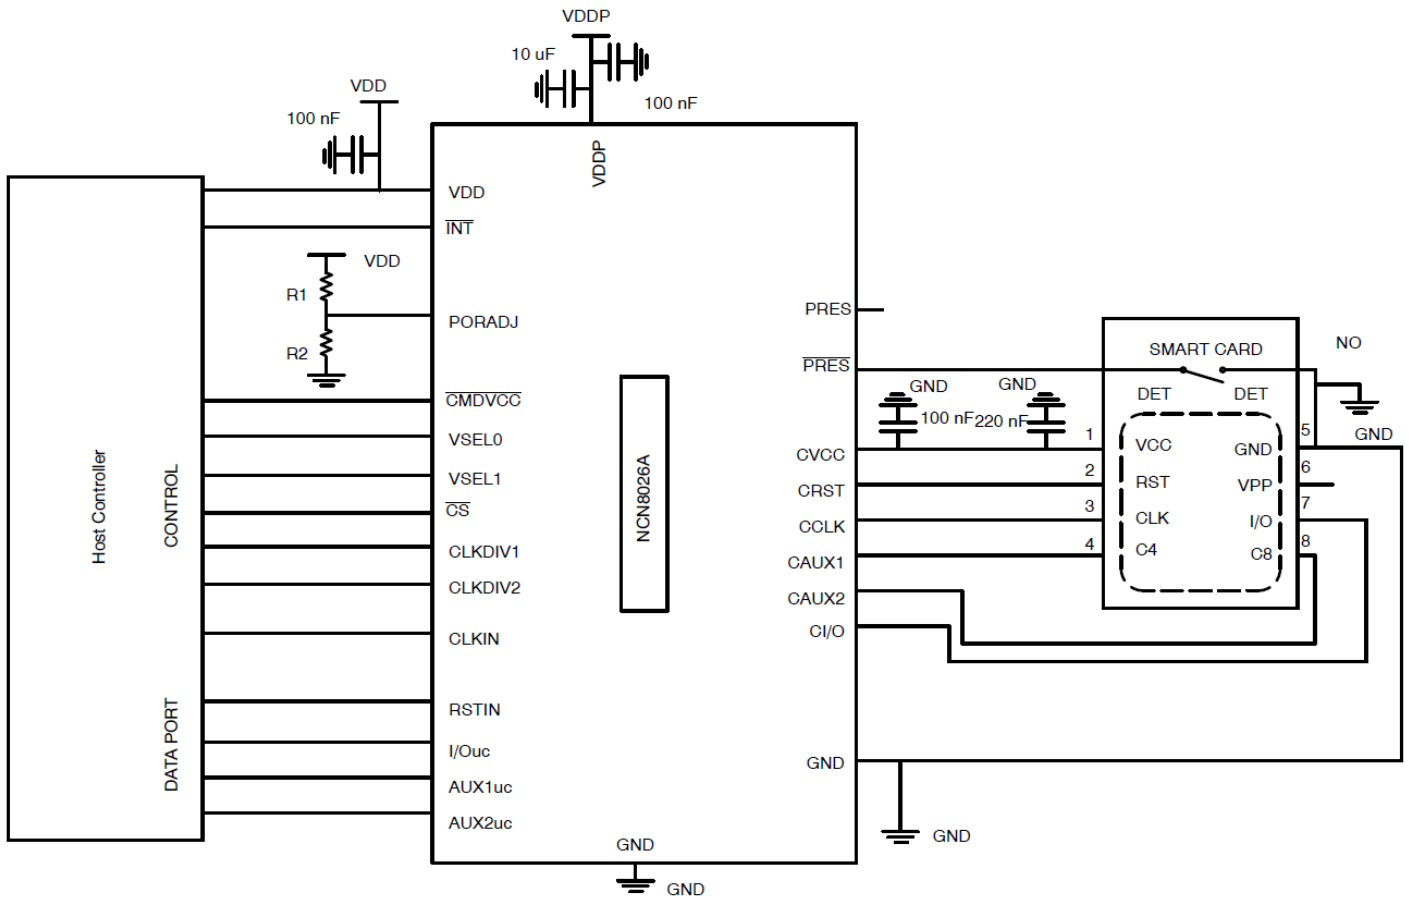 VDDP
10 uF
100 nF
VDD
100 nF
VDDP
VDD
INT
VDD
R1
PORADJ
R2
CMDVCC
VSEL0
VSEL1
CS
CLKDIV1
CLKDIV2
CLKIN
RSTIN
I/Ouc
AUX1uc
AUX2uc
Host Controller
CONTROL
DATA PORT
NCN8026A
PRES
PRES
CVCC
CRST
CCLK
CAUX1
CAUX2
CI/O
GND
GND
GND
GND
GND
100 nF
GND
220 nF
SMART CARD
NO
DET
DET
GND
1
VCC
GND
5
2
RST
VPP
6
3
CLK
I/O
7
4
C4
C8
8